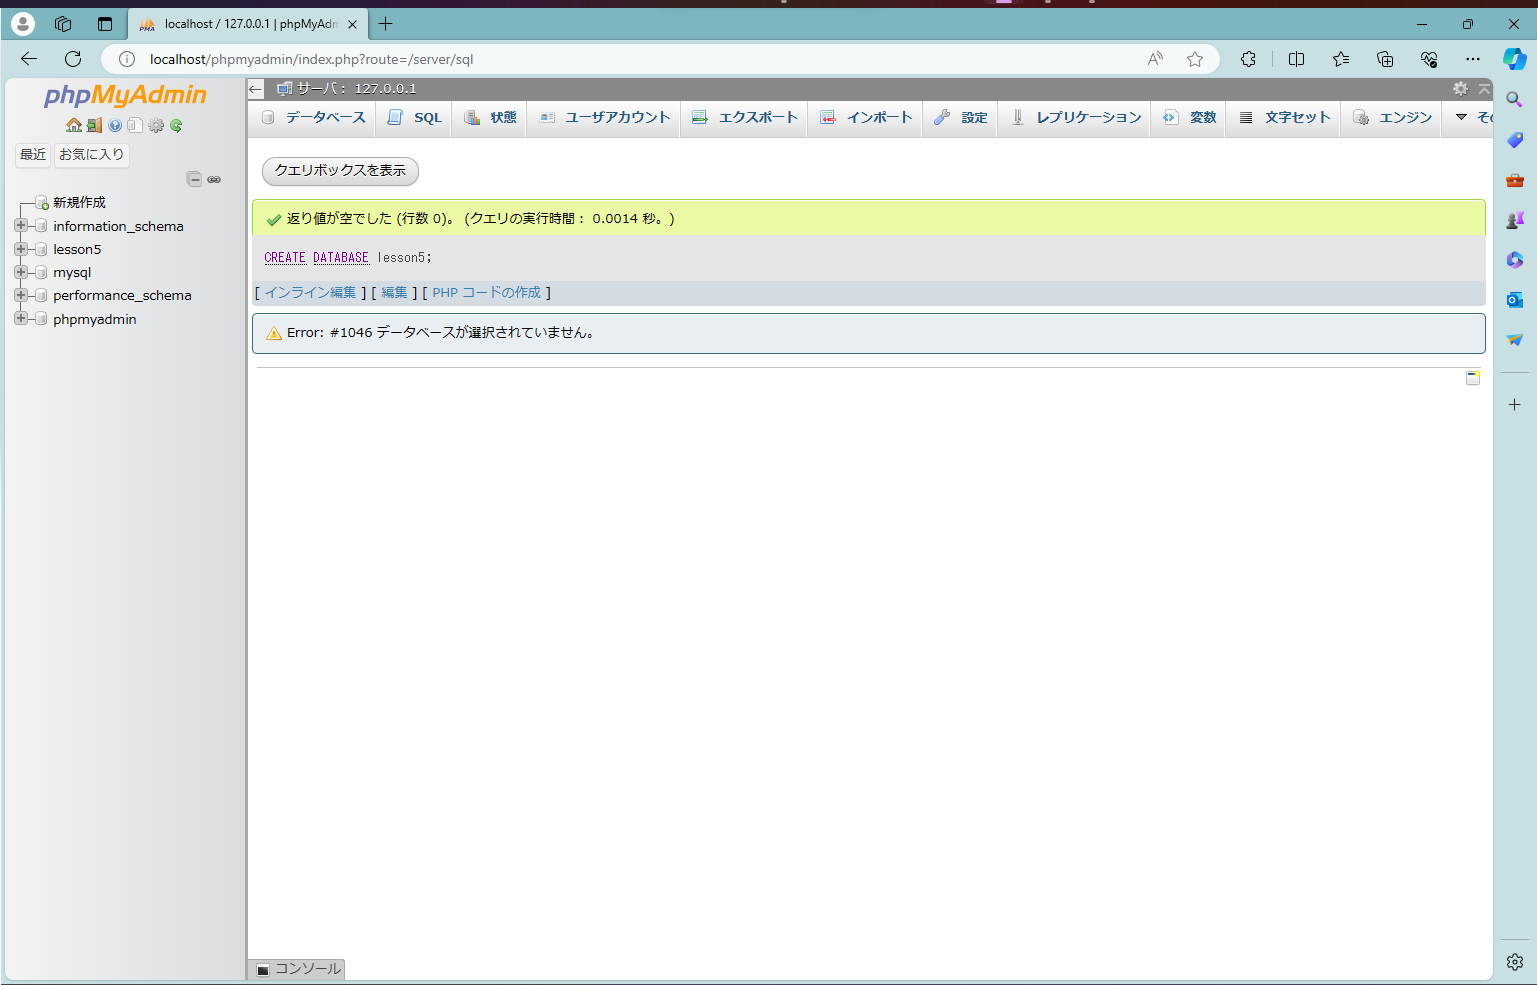 localhost / 127.0.0.1 | phpMyAdn
localhost/phpmyadmin/index.php?route=/server/sql
phpMyAdmin
サーバ: 127.0.0.1
データベース
SQL
状態
ユーザアカウント
エクスポート
インポート
設定
レプリケーション
変数
文字セット
エンジン
その
最近
お気に入り
新規作成
information_schema
lesson5
mysql
performance_schema
phpmyadmin
クエリボックスを表示
返り値が空でした (行数 0)。 (クエリの実行時間: 0.0014 秒。)
CREATE DATABASE lesson5;
[ インライン編集 ] [ 編集 ] [ PHP コードの作成 ]
Error: #1046 データベースが選択されていません。
コンソール